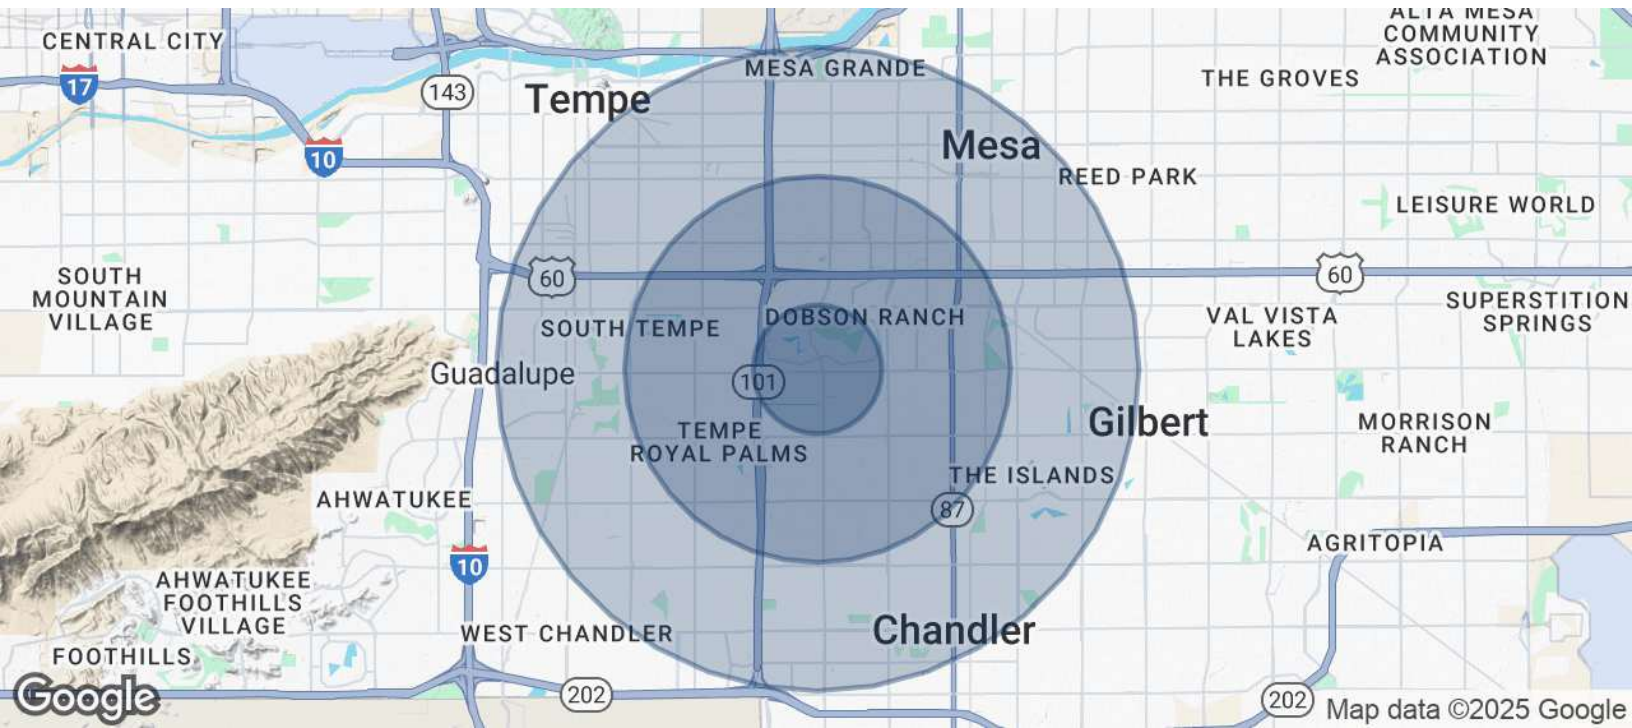 ALTA MESA
COMMUNITY
ASSOCIATION
CENTRAL CITY
17
143
Tempe
MESA GRANDE
THE GROVES
10
Mesa
REED PARK
LEISURE WORLD
60
60
SOUTH
MOUNTAIN
VILLAGE
SOUTH TEMPE
DOBSON RANCH
VAL VISTA
LAKES
SUPERSTITION
SPRINGS
Guadalupe
101
TEMPE
ROYAL PALMS
Gilbert
MORRISON
RANCH
THE ISLANDS
AHWATUKEE
87
AGRITOPIA
10
AHWATUKEE
FOOTHILLS
VILLAGE
WEST CHANDLER
Chandler
FOOTHILLS
Google
202
202
Map data ©2025 Google